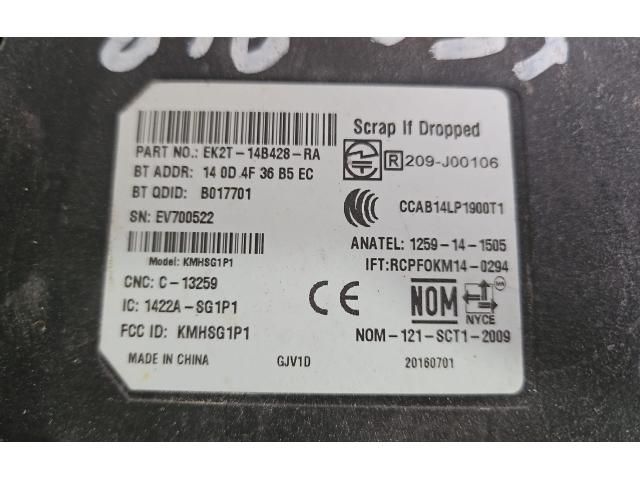 Scrap If Dropped
PART NO.: EK2T-14B428-RA
R 209-J00106
BT ADDR: 14 0D 4F 36 B5 EC
BT QDID: B017701
CCAB14LP1900T1
SN: EV700522
ANATEL: 1259-14-1505
Model: KMHSG1P1
IFT:RCPFOKM14-0294
CNC: C-13259
CE
NOM
NYCE
IC: 1422A-SG1P1
FCC ID: KMHSG1P1
NOM-121-SCT1-2009
MADE IN CHINA
GJV1D
20160701